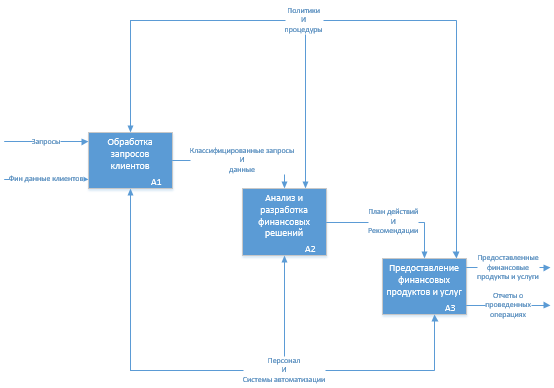 Политики
И
процедуры
Запросы
Обработка
запросов
клиентов
A1
Классифицированные запросы
И
данные
Фин данные клиентов
Анализ и
разработка
финансовых
решений
A2
План действий
И
Рекомендации
Предоставление
финансовых
продуктов и услуг
A3
Предоставленные
финансовые
продукты и услуги
Отчеты о
проведенных
операциях
Персонал
И
Системы автоматизации